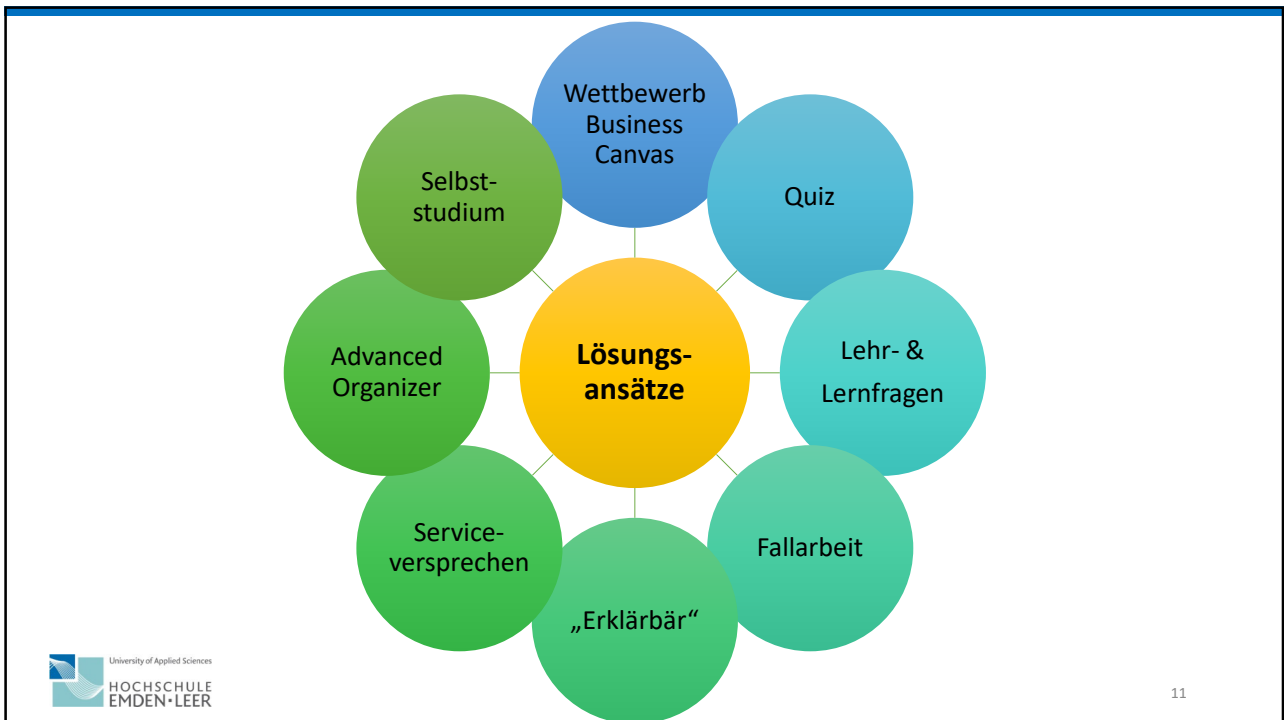 Wettbewerb
Business
Canvas
Quiz
Lehr- &
Lernfragen
Fallarbeit
„Erklärbär“
Service-
versprechen
Advanced
Organizer
Selbst-
studium
Lösungs-
ansätze
University of Applied Sciences
HOCHSCHULE
EMDEN•LEER
11